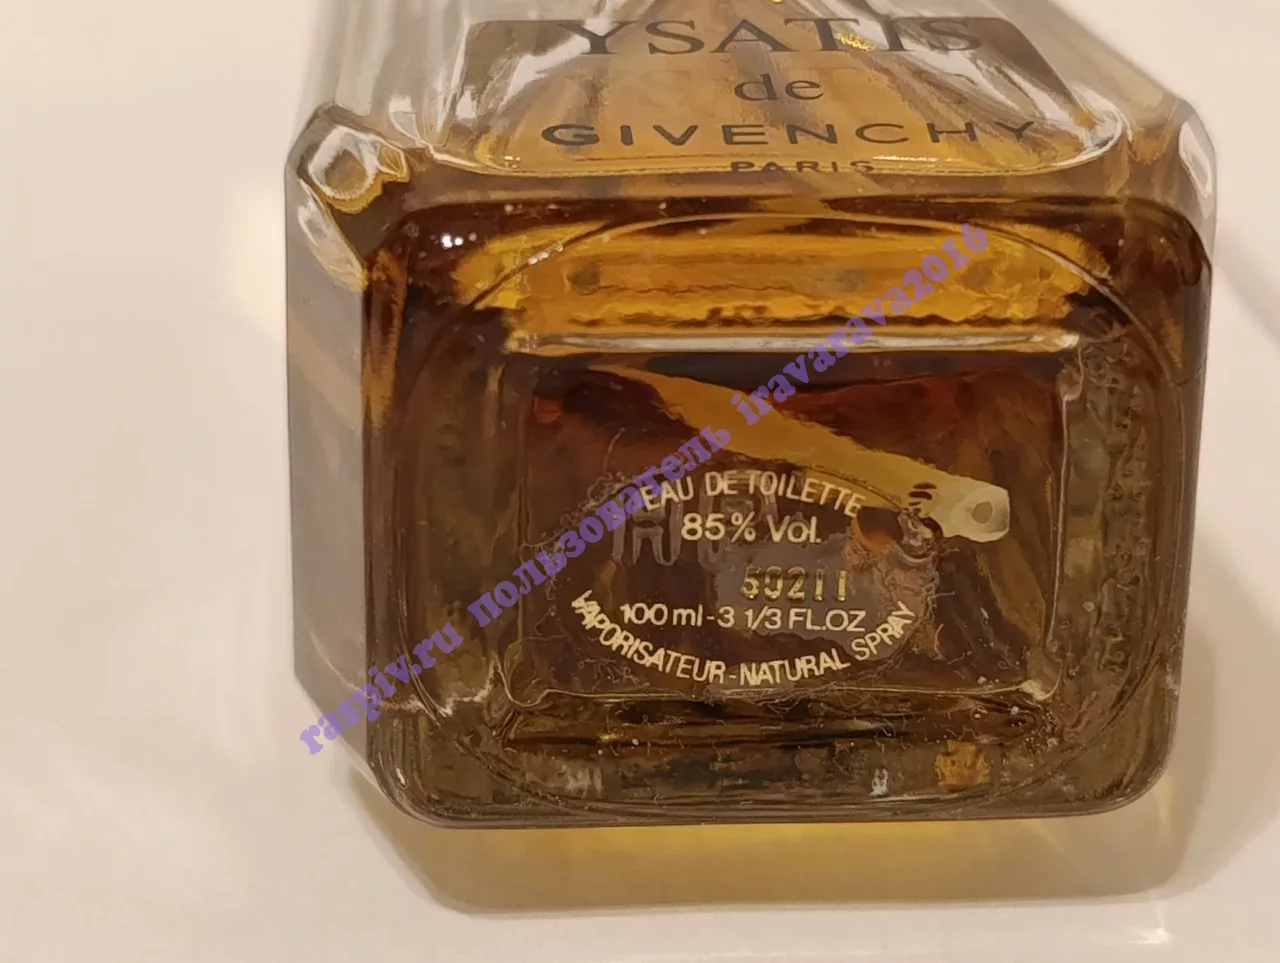 YSATIS
de
GIVENCHY
PARIS
EAU DE TOILETTE
85% Vol.
50211
100 ml-3 1/3 FL.OZ
VAPORISATEUR-NATURAL SPRAY
raspiv.ru пользователь iravarava2016